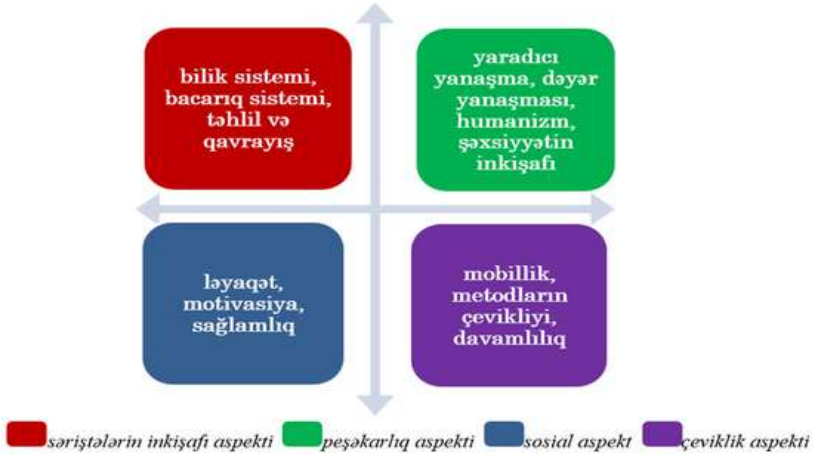 bilik sistemi,
bacarıq sistemi,
təhlil və
qavrayış
yaradıcı
yanaşma, dəyər
yanaşması,
humanizm,
şəxsiyyətin
inkişafı
ləyaqət,
motivasiya,
sağlamlıq
mobillik,
metodların
çevikliyi,
davamlılıq
səriştələrin inkişafı aspekti peşəkarlıq aspekti sosial aspekt çeviklik aspekti